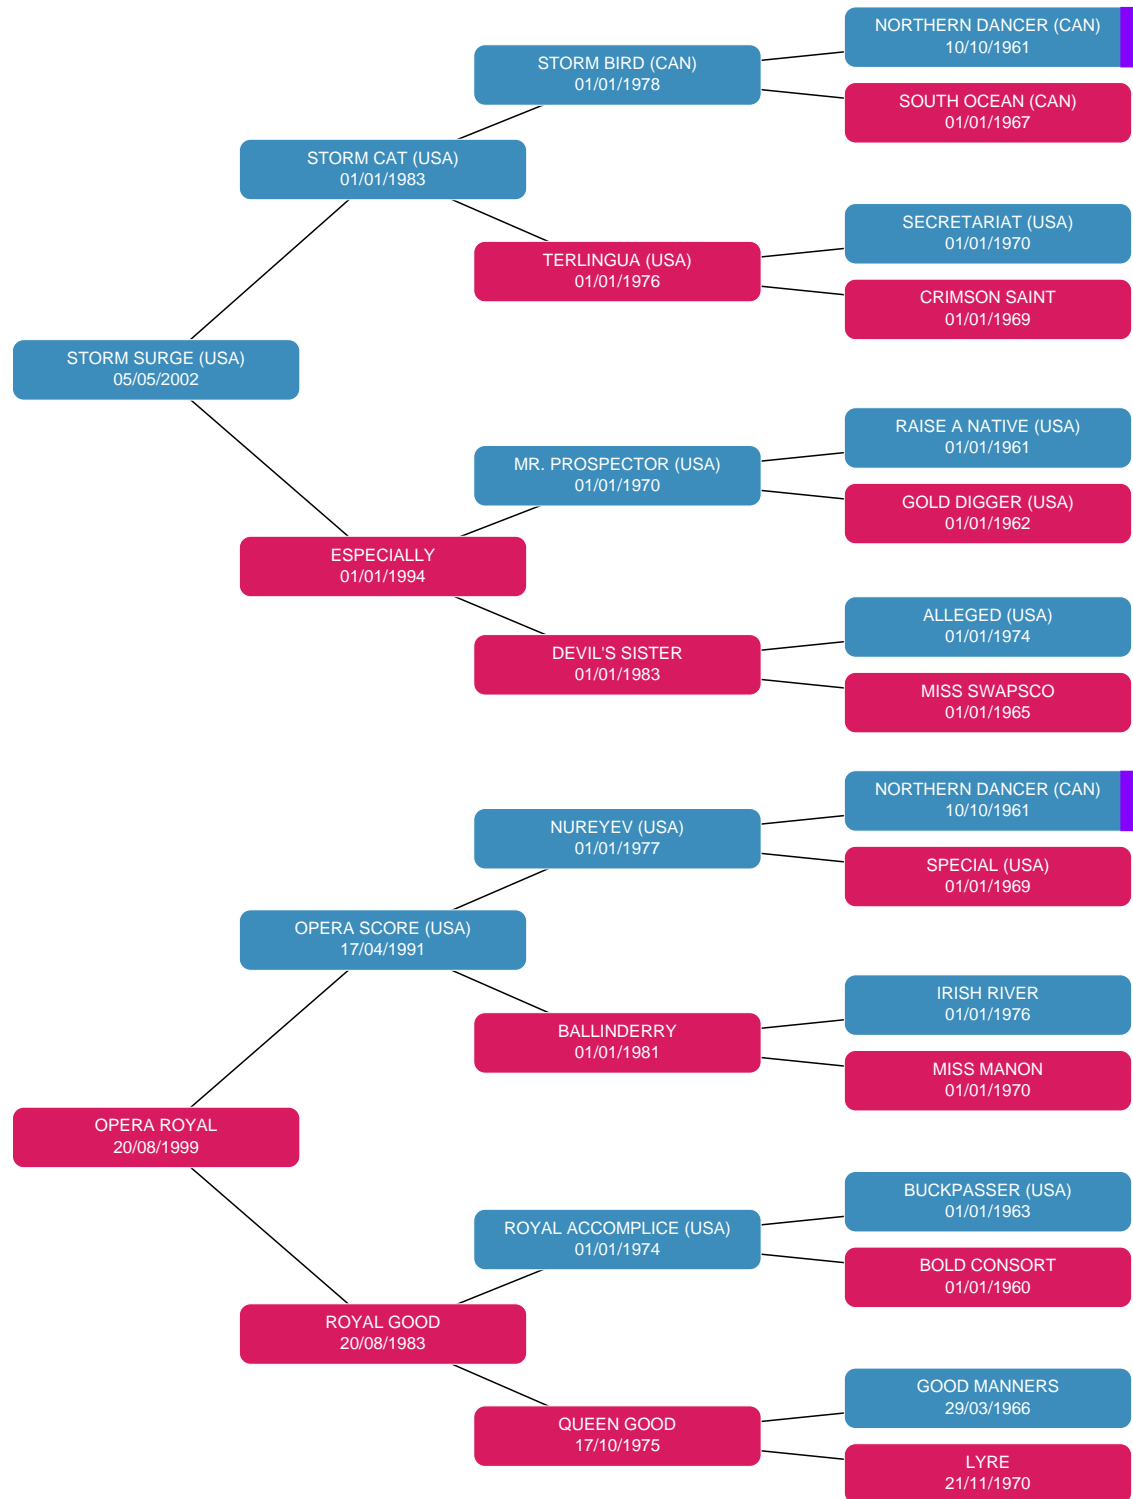 NORTHERN DANCER (CAN)
10/10/1961
STORM BIRD (CAN)
01/01/1978
SOUTH OCEAN (CAN)
01/01/1967
STORM CAT (USA)
01/01/1983
SECRETARIAT (USA)
01/01/1970
TERLINGUA (USA)
01/01/1976
CRIMSON SAINT
01/01/1969
STORM SURGE (USA)
05/05/2002
RAISE A NATIVE (USA)
01/01/1961
MR. PROSPECTOR (USA)
01/01/1970
GOLD DIGGER (USA)
01/01/1962
ESPECIALLY
01/01/1994
ALLEGED (USA)
01/01/1974
DEVIL'S SISTER
01/01/1983
MISS SWAPSCO
01/01/1965
NORTHERN DANCER (CAN)
10/10/1961
NUREYEV (USA)
01/01/1977
SPECIAL (USA)
01/01/1969
OPERA SCORE (USA)
17/04/1991
IRISH RIVER
01/01/1976
BALLINDERRY
01/01/1981
MISS MANON
01/01/1970
OPERA ROYAL
20/08/1999
BUCKPASSER (USA)
01/01/1963
ROYAL ACCOMPLICE (USA)
01/01/1974
BOLD CONSORT
01/01/1960
ROYAL GOOD
20/08/1983
GOOD MANNERS
29/03/1966
QUEEN GOOD
17/10/1975
LYRE
21/11/1970